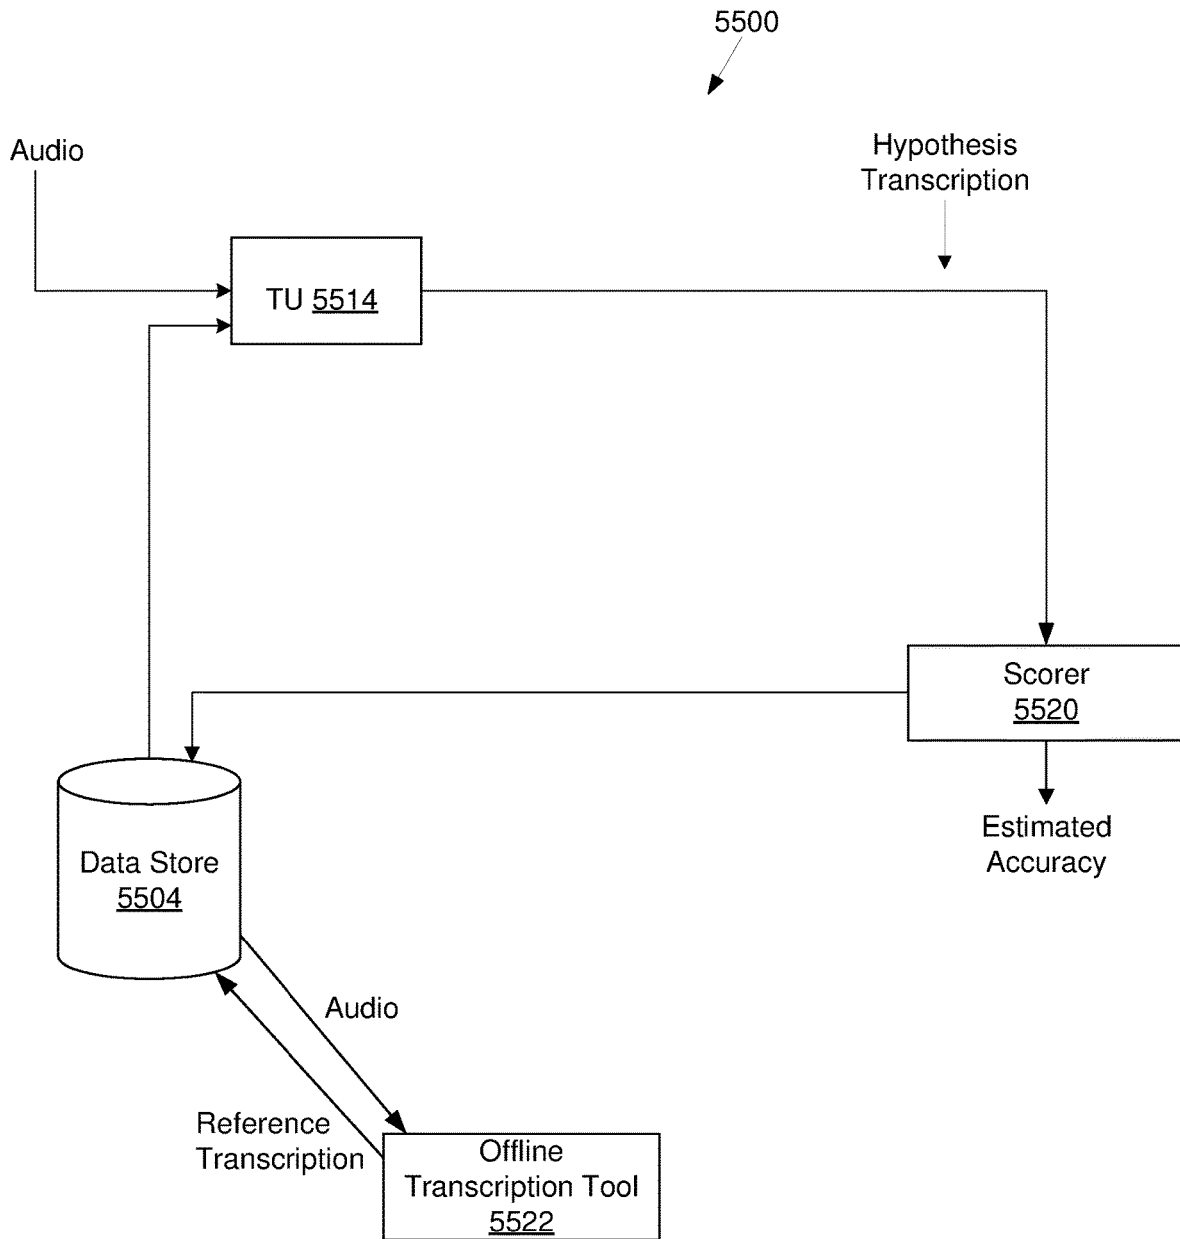 5500
Audio
Hypothesis
Transcription
TU 5514
Scorer
5520
Estimated
Accuracy
Data Store
5504
Audio
Reference
Transcription
Offline
Transcription Tool
5522